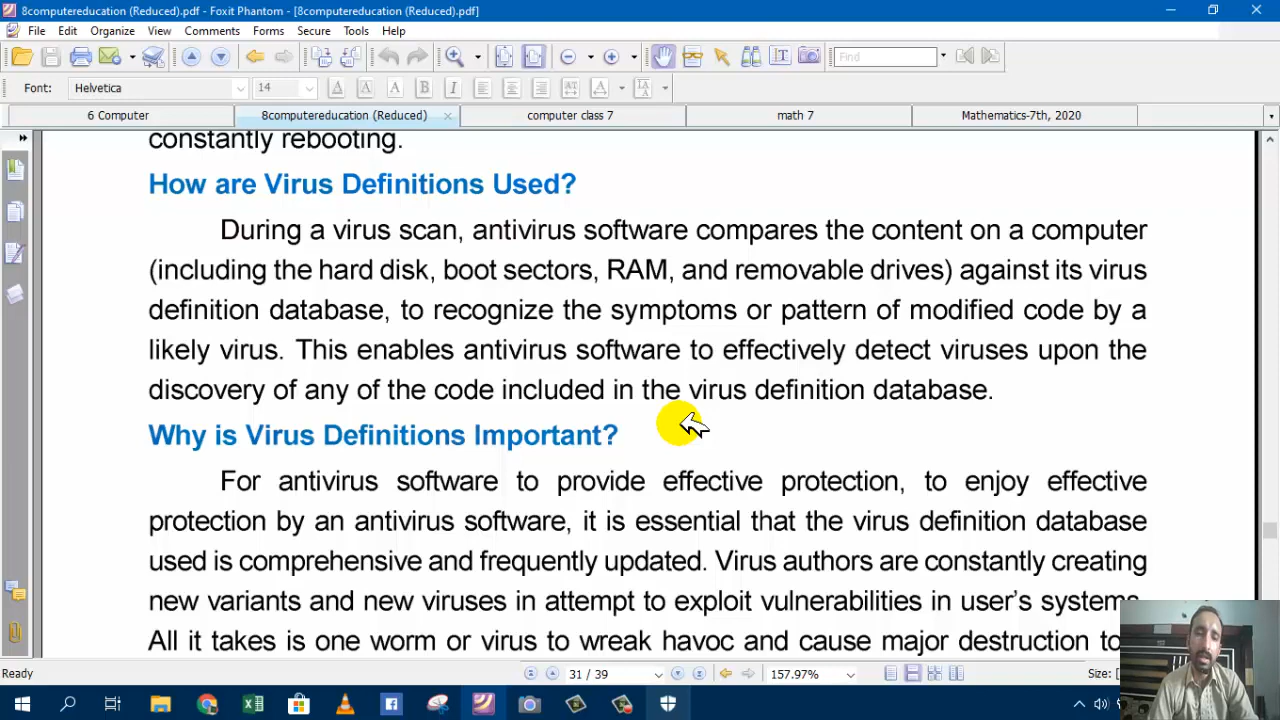 8computereducation (Reduced).pdf - Foxit Phantom - [8computereducation (Reduced).pdf]
File Edit Organize View Comments Forms Secure Tools Help
Find
Font: Helvetica 14
6 Computer 8computereducation (Reduced) computer class 7 math 7 Mathematics-7th, 2020
constantly rebooting.
How are Virus Definitions Used?
During a virus scan, antivirus software compares the content on a computer
(including the hard disk, boot sectors, RAM, and removable drives) against its virus
definition database, to recognize the symptoms or pattern of modified code by a
likely virus. This enables antivirus software to effectively detect viruses upon the
discovery of any of the code included in the virus definition database.
Why is Virus Definitions Important?
For antivirus software to provide effective protection, to enjoy effective
protection by an antivirus software, it is essential that the virus definition database
used is comprehensive and frequently updated. Virus authors are constantly creating
new variants and new viruses in attempt to exploit vulnerabilities in user's systems.
All it takes is one worm or virus to wreak havoc and cause major destruction to
Ready 31 / 39 157.97% Size: [